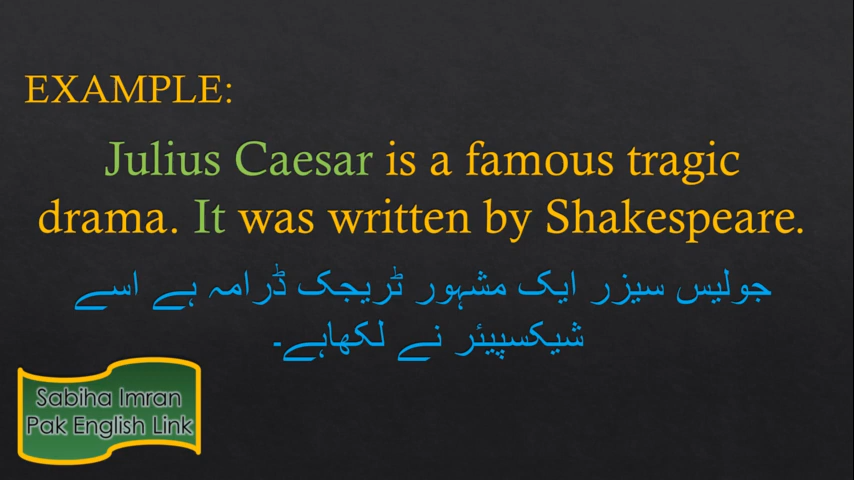 EXAMPLE:
Julius Caesar is a famous tragic
drama. It was written by Shakespeare.
جولیس سیزر ایک مشہور ٹریجک ڈرامہ ہے اسے
شیکسپیئر نے لکھاہے۔
Sabiha Imran
Pak English Link